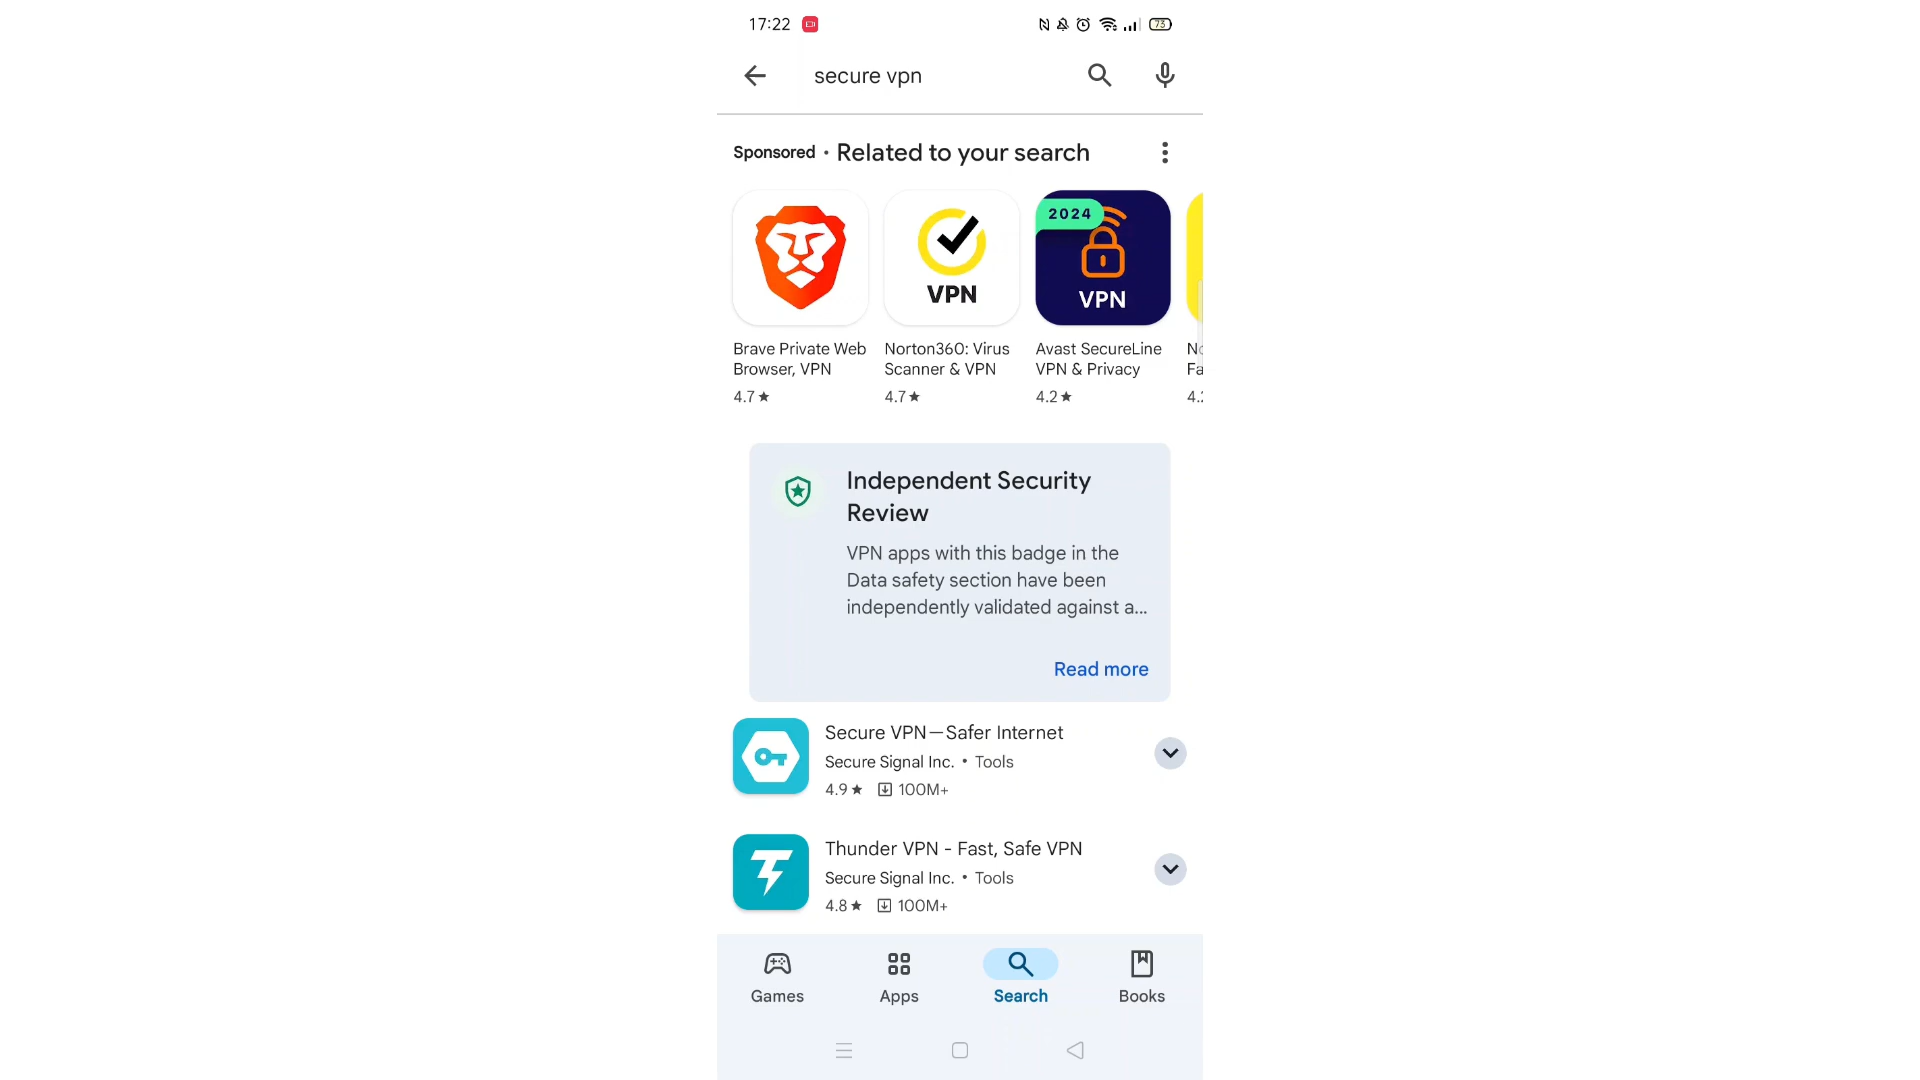 17:22
73
secure vpn
Sponsored • Related to your search
2024
VPN
VPN
Brave Private Web
Browser, VPN
4.7★
Norton360: Virus
Scanner & VPN
4.7★
Avast SecureLine
VPN & Privacy
4.2★
Fa
4.
Independent Security
Review
VPN apps with this badge in the
Data safety section have been
independently validated against a...
Read more
Secure VPN—Safer Internet
Secure Signal Inc. • Tools
4.9★ 100M+
Thunder VPN - Fast, Safe VPN
Secure Signal Inc. • Tools
4.8★ 100M+
Games
Apps
Search
Books